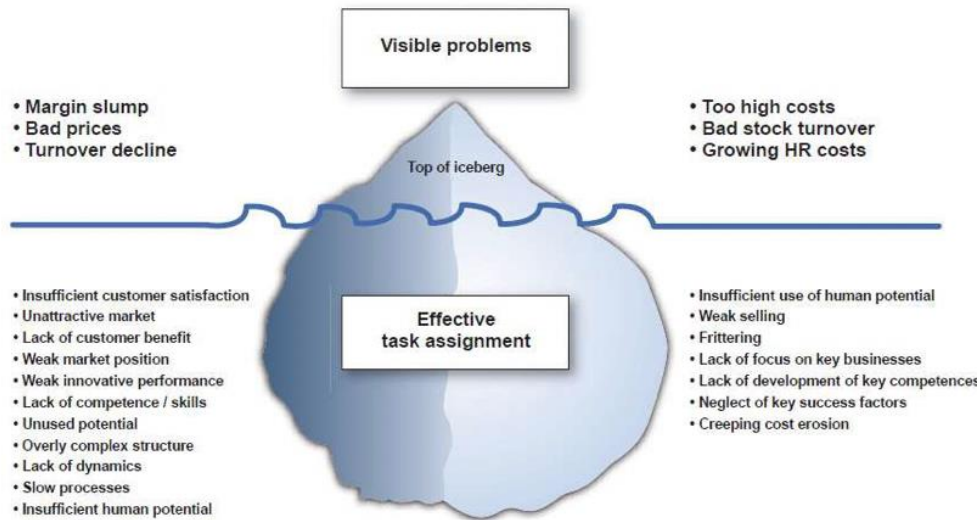 Visible problems
• Margin slump
• Bad prices
• Turnover decline
• Too high costs
• Bad stock turnover
• Growing HR costs
Top of iceberg
• Insufficient customer satisfaction
• Unattractive market
• Lack of customer benefit
• Weak market position
• Weak innovative performance
• Lack of competence / skills
• Unused potential
• Overly complex structure
• Lack of dynamics
• Slow processes
• Insufficient human potential
Effective
task assignment
• Insufficient use of human potential
• Weak selling
• Frittering
• Lack of focus on key businesses
• Lack of development of key competences
• Neglect of key success factors
• Creeping cost erosion